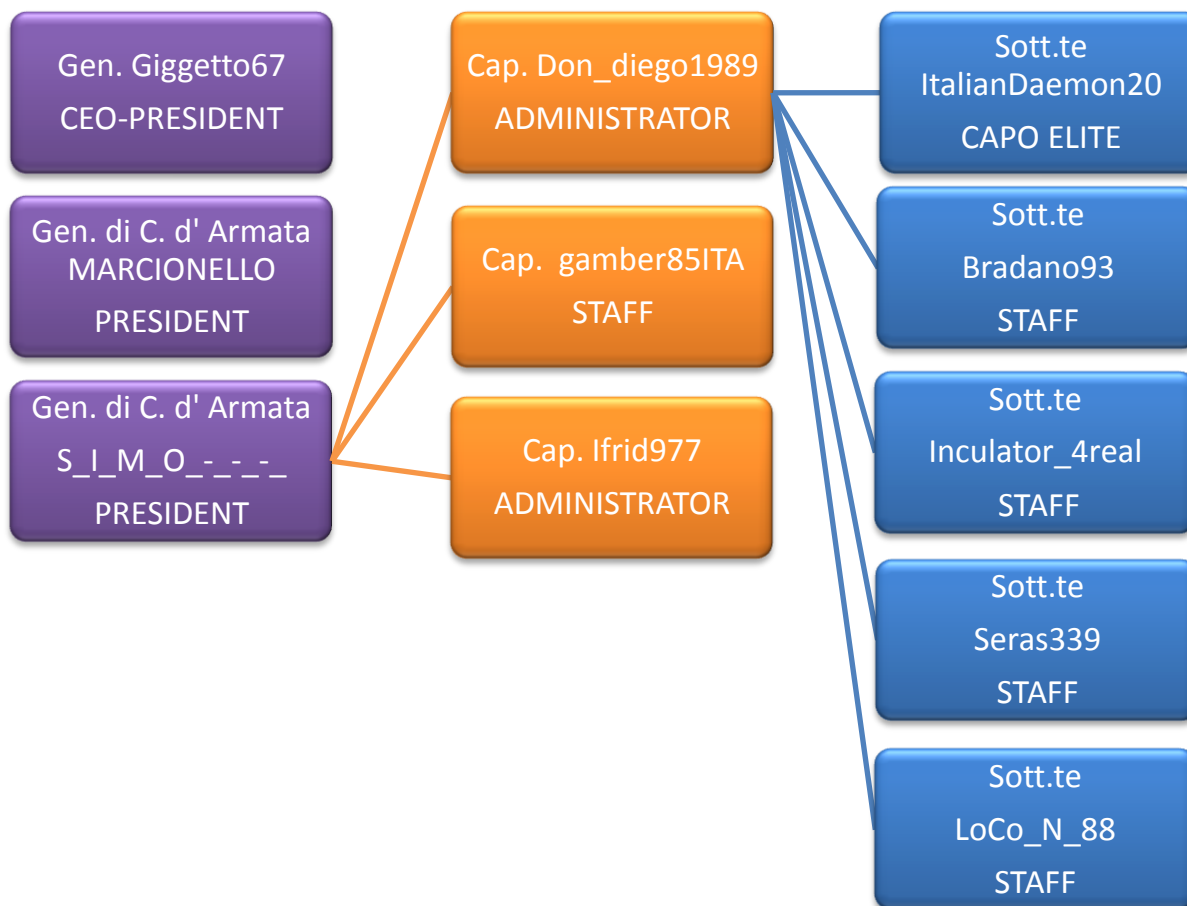 Gen. Giggetto67
CEO-PRESIDENT
Gen. di C. d' Armata
MARCIONELLO
PRESIDENT
Gen. di C. d' Armata
S_I_M_O_-_-_-_
PRESIDENT
Cap. Don_diego1989
ADMINISTRATOR
Cap.  gamber85ITA
STAFF
Cap. Ifrid977
ADMINISTRATOR
Sott.te
ItalianDaemon20
CAPO ELITE
Sott.te
Bradano93
STAFF
Sott.te
Inculator_4real
STAFF
Sott.te
Seras339
STAFF
Sott.te
LoCo_N_88
STAFF